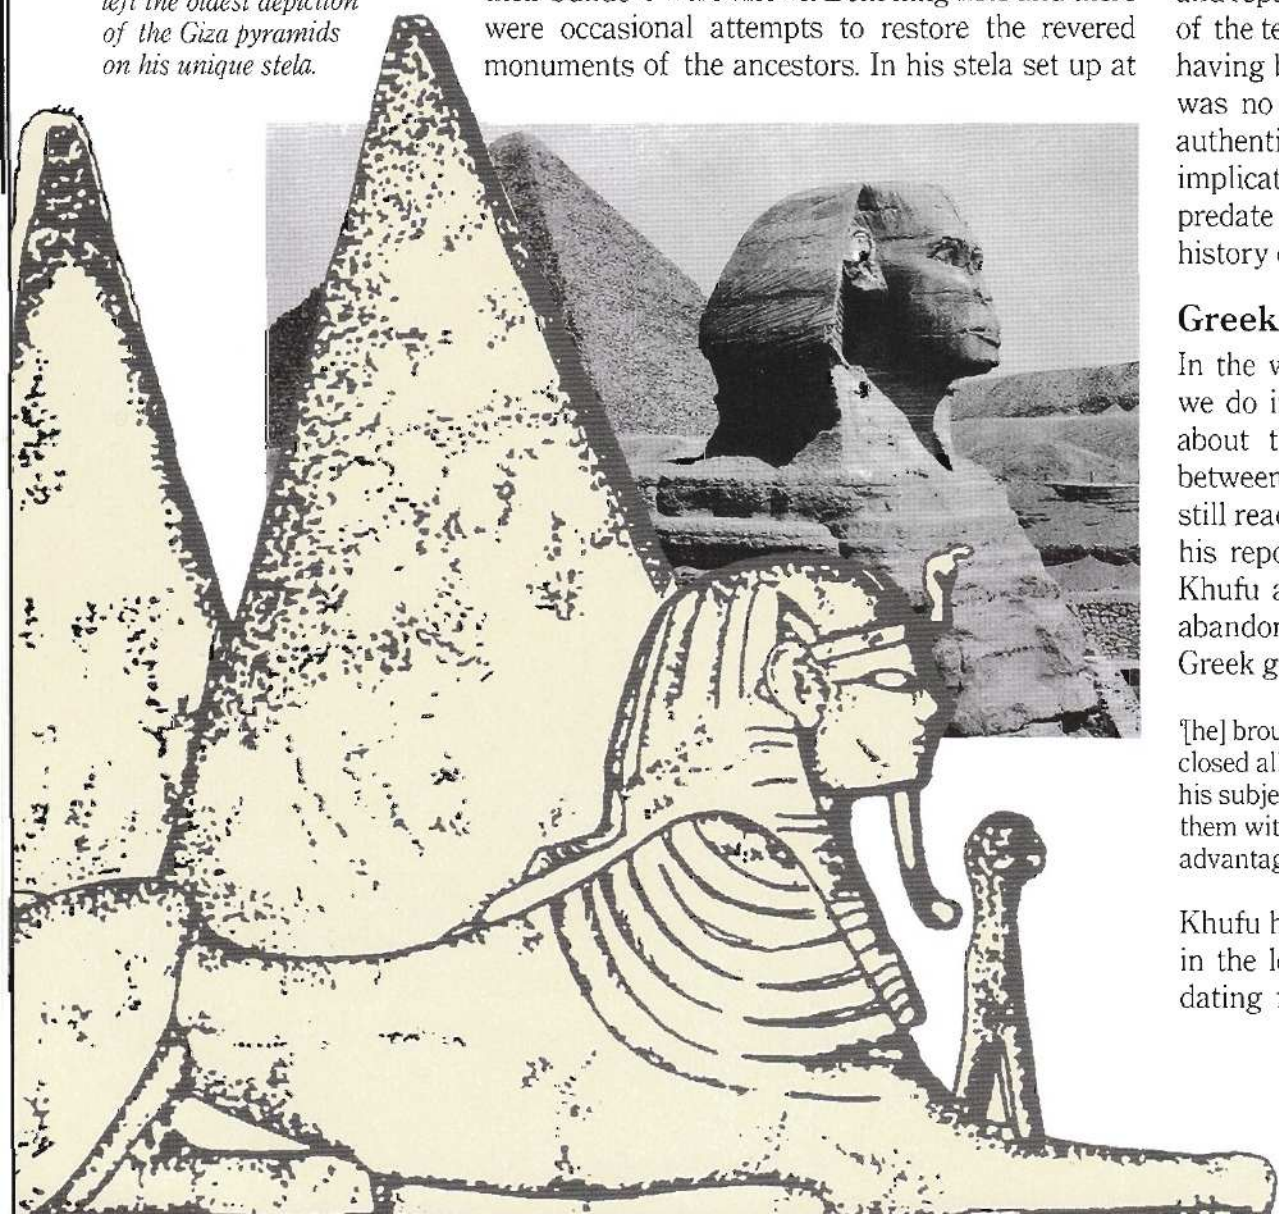 left the oldest depiction
of the Giza pyramids
on his unique stela.
were occasional attempts to restore the revered
monuments of the ancestors. In his stela set up at
of the te
having b
was no
authenti
implicat
predate
history
Greek
In the v
we do i
about t
between
still read
his repo
Khufu a
abandon
Greek g
[he] brou
closed al
his subje
them wit
advantag
Khufu h
in the l
dating